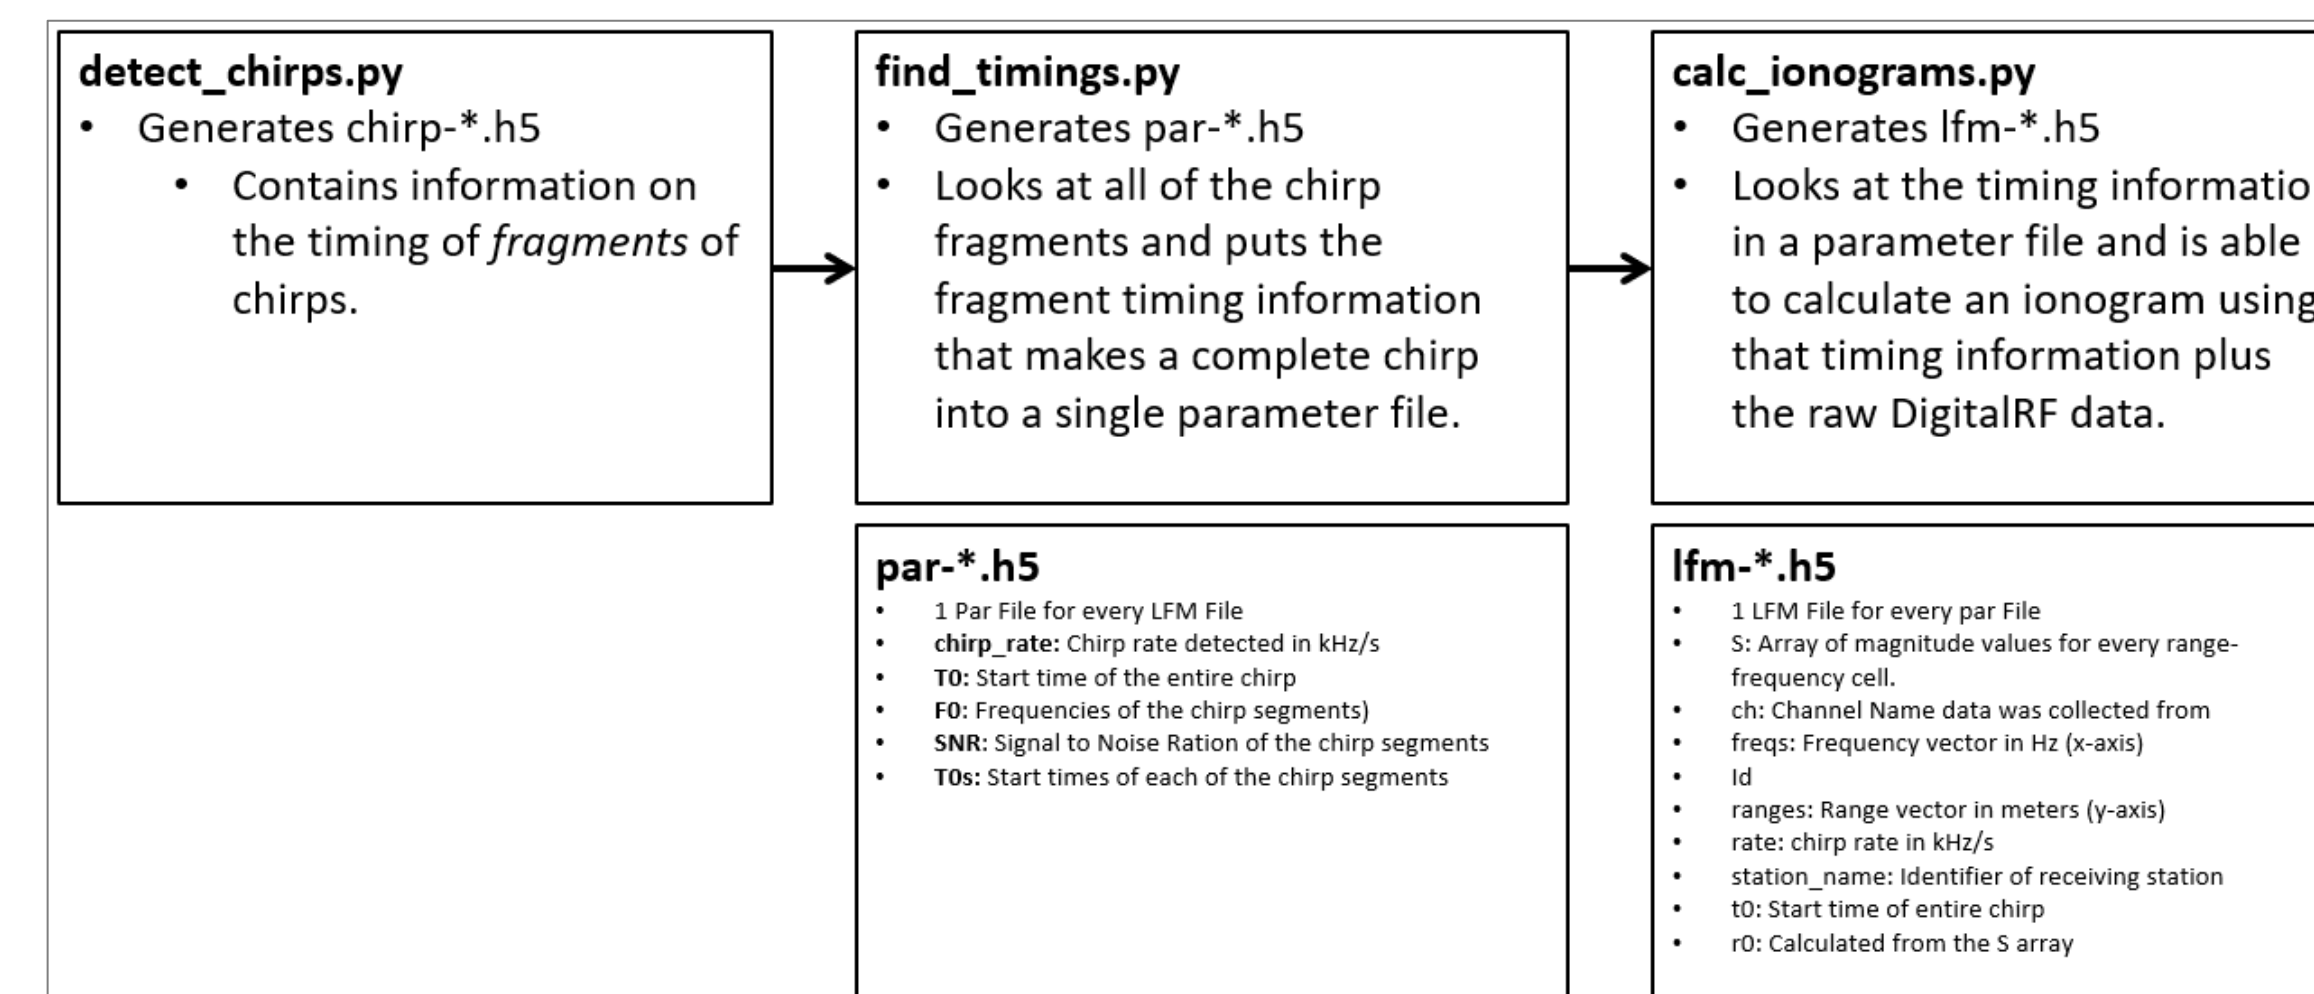 detect_chirps.py
• Generates chirp-*.h5
• Contains information on
the timing of fragments of
chirps.
find_timings.py
• Generates par-*.h5
• Looks at all of the chirp
fragments and puts the
fragment timing information
that makes a complete chirp
into a single parameter file.
calc_ionograms.py
• Generates lfm-*.h5
• Looks at the timing informatio
in a parameter file and is able
to calculate an ionogram using
that timing information plus
the raw DigitalRF data.
par-*.h5
• 1 Par File for every LFM File
• chirp_rate: Chirp rate detected in kHz/s
• T0: Start time of the entire chirp
• F0: Frequencies of the chirp segments)
• SNR: Signal to Noise Ration of the chirp segments
• T0s: Start times of each of the chirp segments
lfm-*.h5
• 1 LFM File for every par File
• S: Array of magnitude values for every range-
frequency cell.
• ch: Channel Name data was collected from
• freqs: Frequency vector in Hz (x-axis)
• Id
• ranges: Range vector in meters (y-axis)
• rate: chirp rate in kHz/s
• station_name: Identifier of receiving station
• t0: Start time of entire chirp
• r0: Calculated from the S array